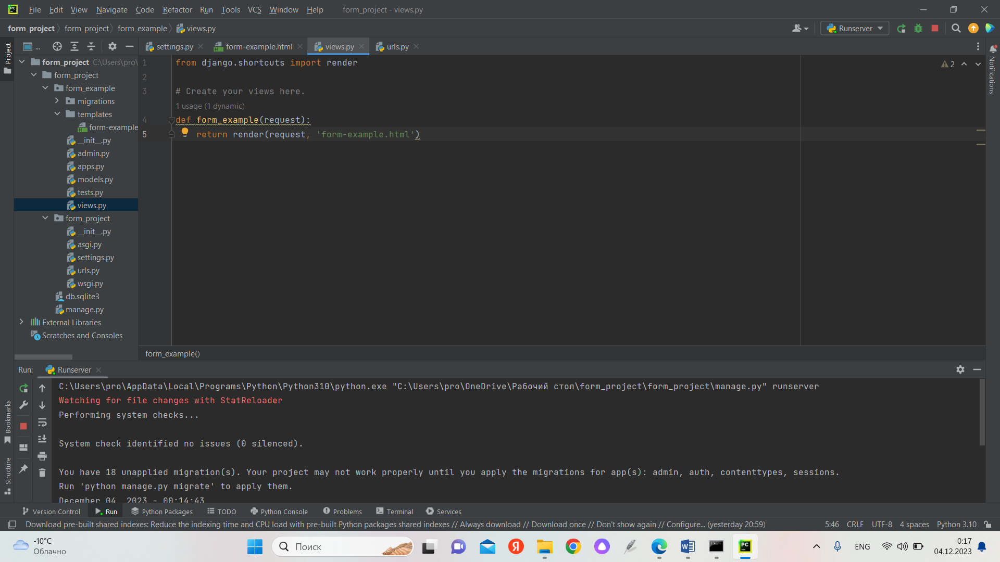 File Edit View Navigate Code Refactor Run Tools VCS Window Help form_project - views.py
form_project form_project form_example views.py
Runserver
Project
...
settings.py form-example.html views.py urls.py
Notifications
form_project C:\Users\pro\
form_project
form_example
migrations
templates
form-example
__init__.py
admin.py
apps.py
models.py
tests.py
views.py
form_project
__init__.py
asgi.py
settings.py
urls.py
wsgi.py
db.sqlite3
manage.py
External Libraries
Scratches and Consoles
1 from django.shortcuts import render
2
3 # Create your views here.
1 usage (1 dynamic)
4 def form_example(request):
5 return render(request, 'form-example.html')
2
form_example()
Run: Runserver
C:\Users\pro\AppData\Local\Programs\Python\Python310\python.exe "C:\Users\pro\OneDrive\Рабочий стол\form_project\form_project\manage.py" runserver
Watching for file changes with StatReloader
Performing system checks...
System check identified no issues (0 silenced).
You have 18 unapplied migration(s). Your project may not work properly until you apply the migrations for app(s): admin, auth, contenttypes, sessions.
Run 'python manage.py migrate' to apply them.
December 04, 2023 - 00:14:43
Bookmarks
Structure
Version Control Run Python Packages TODO Python Console Problems Terminal Services
Download pre-built shared indexes: Reduce the indexing time and CPU load with pre-built Python packages shared indexes // Always download // Download once // Don't show again // Configure... (yesterday 20:59) 5:46 CRLF UTF-8 4 spaces Python 3.10
-10°C
Облачно
Поиск
ENG
0:17
04.12.2023